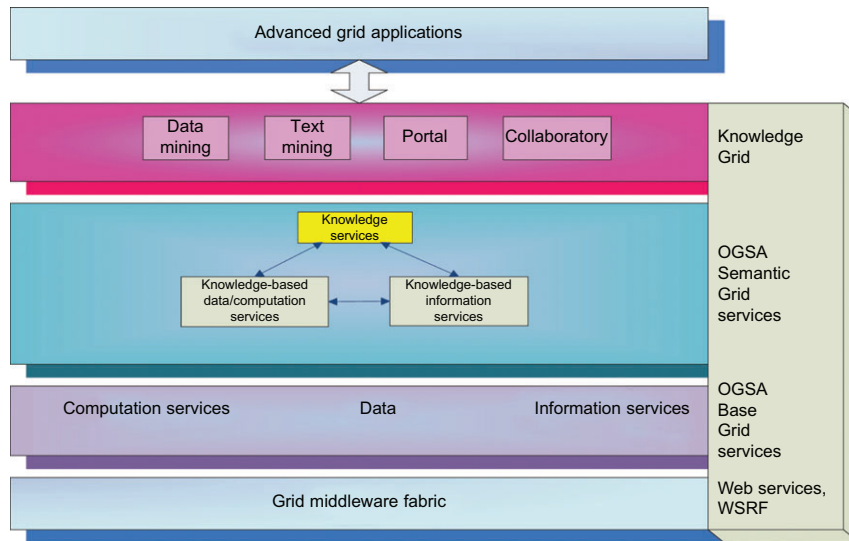 Advanced grid applications
Data
mining
Text
mining
Portal
Collaboratory
Knowledge
Grid
Knowledge
services
Knowledge-based
data/computation
services
Knowledge-based
information
services
OGSA
Semantic
Grid
services
Computation services
Data
Information services
OGSA
Base
Grid
services
Grid middleware fabric
Web services,
WSRF